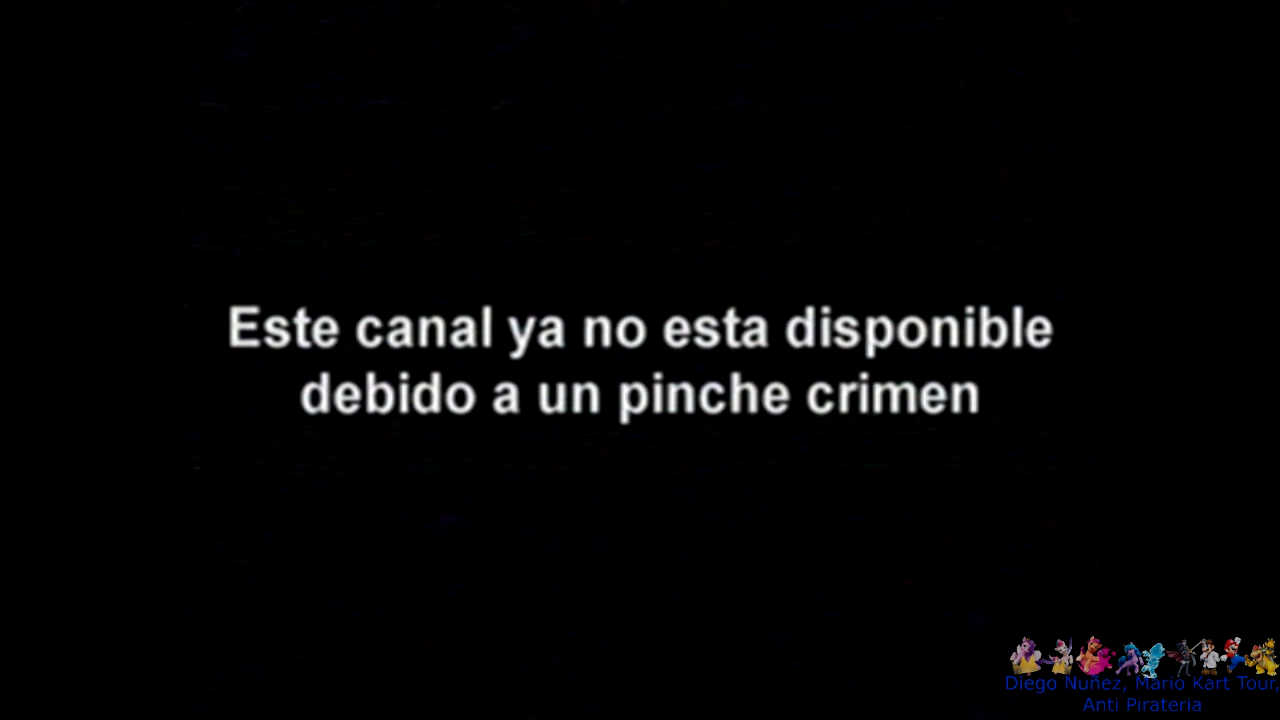 Este canal ya no esta disponible
debido a un pinche crimen
Diego Nuñez, Mario Kart Tour,
Anti Pirateria